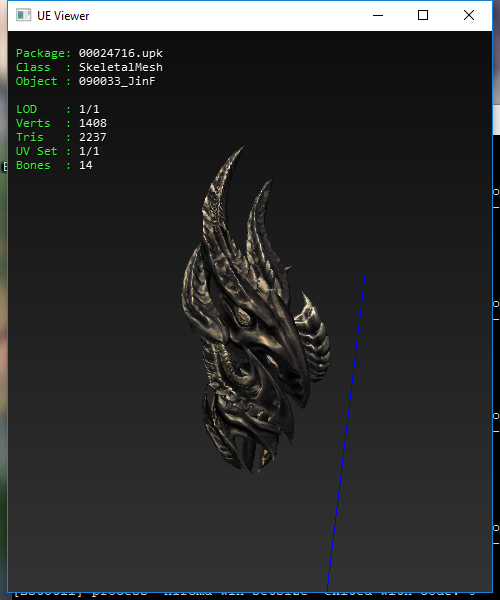 UE Viewer
Package: 00024716.upk
Class  : SkeletalMesh
Object : 090033_JinF
LOD    : 1/1
Verts  : 1408
Tris   : 2237
UV Set : 1/1
Bones  : 14